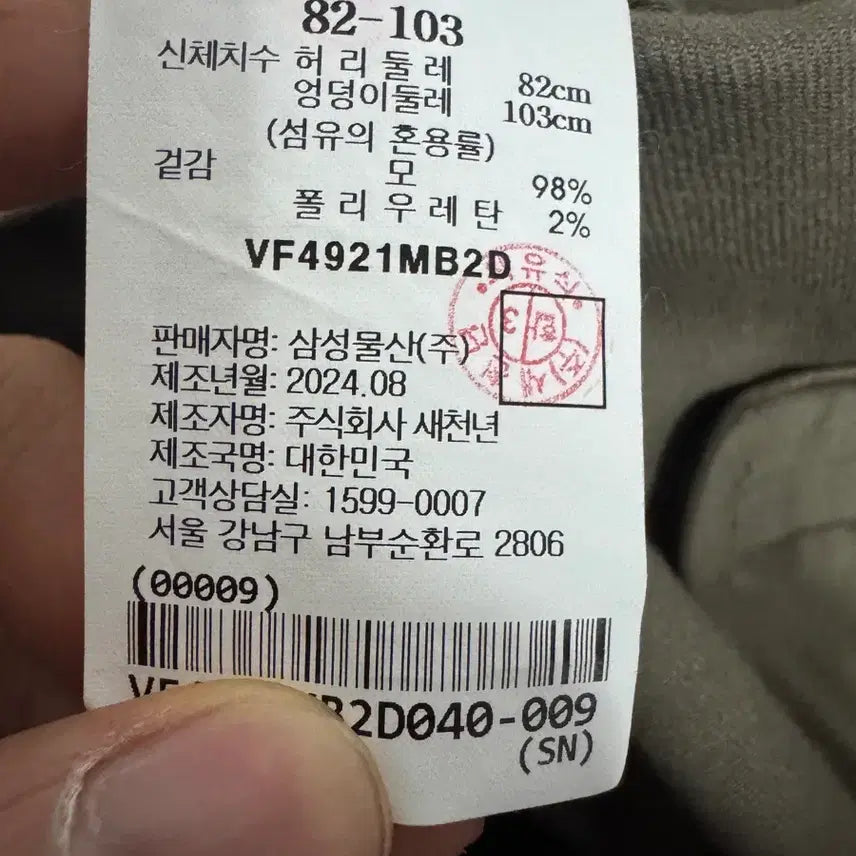 82-103
신체치수 허리둘레 82cm
엉덩이둘레 103cm
(섬유의 혼용률)
겉감 모 98%
폴리우레탄 2%
VF4921MB2D
판매자명: 삼성물산(주)
제조년월: 2024.08
제조자명: 주식회사 새천년
제조국명: 대한민국
고객상담실: 1599-0007
서울 강남구 남부순환로 2806
(00009)
B2D040-009
(SN)